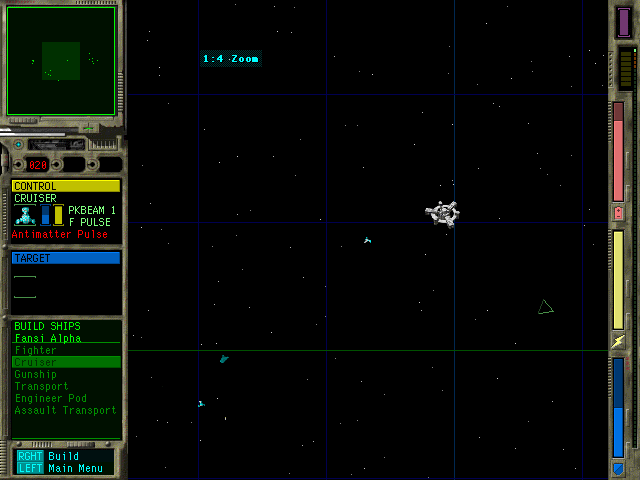 1:4 Zoom
020
CONTROL
CRUISER
PKBEAM 1
F PULSE
Antimatter Pulse
TARGET
BUILD SHIPS
Fansi Alpha
Fighter
Cruiser
Gunship
Transport
Engineer Pod
Assault Transport
RGHT Build
LEFT Main Menu